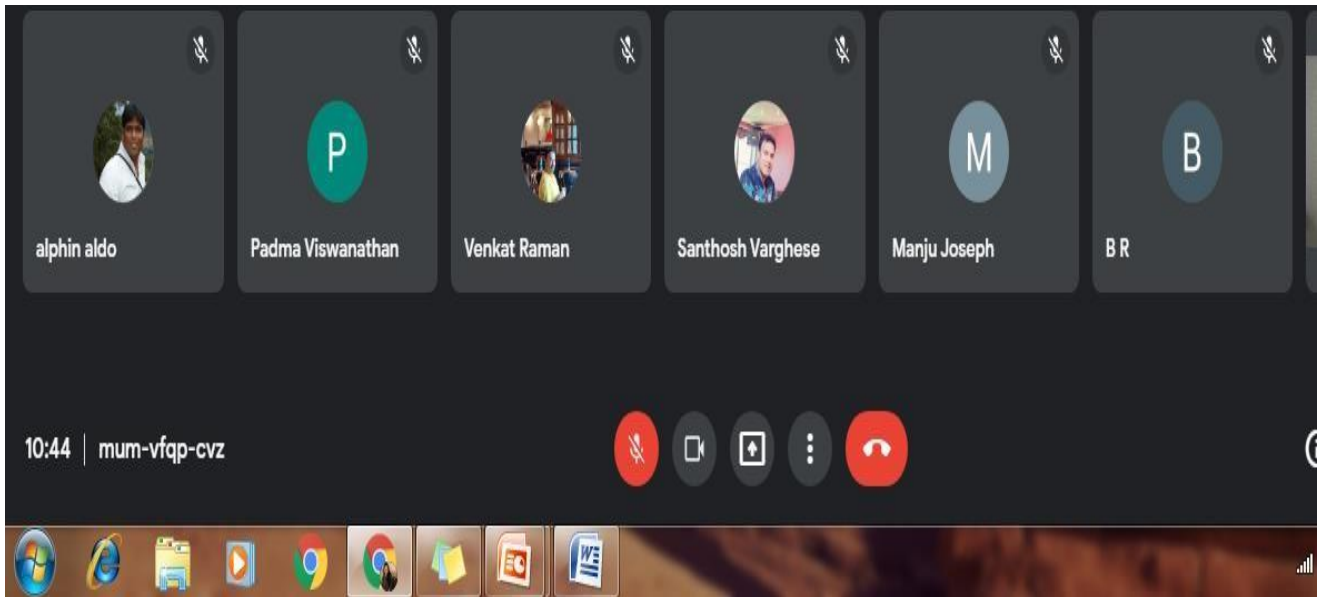 P
M
B
alphin aldo
Padma Viswanathan
Venkat Raman
Santhosh Varghese
Manju Joseph
B R
10:44 | mum-vfqp-cvz